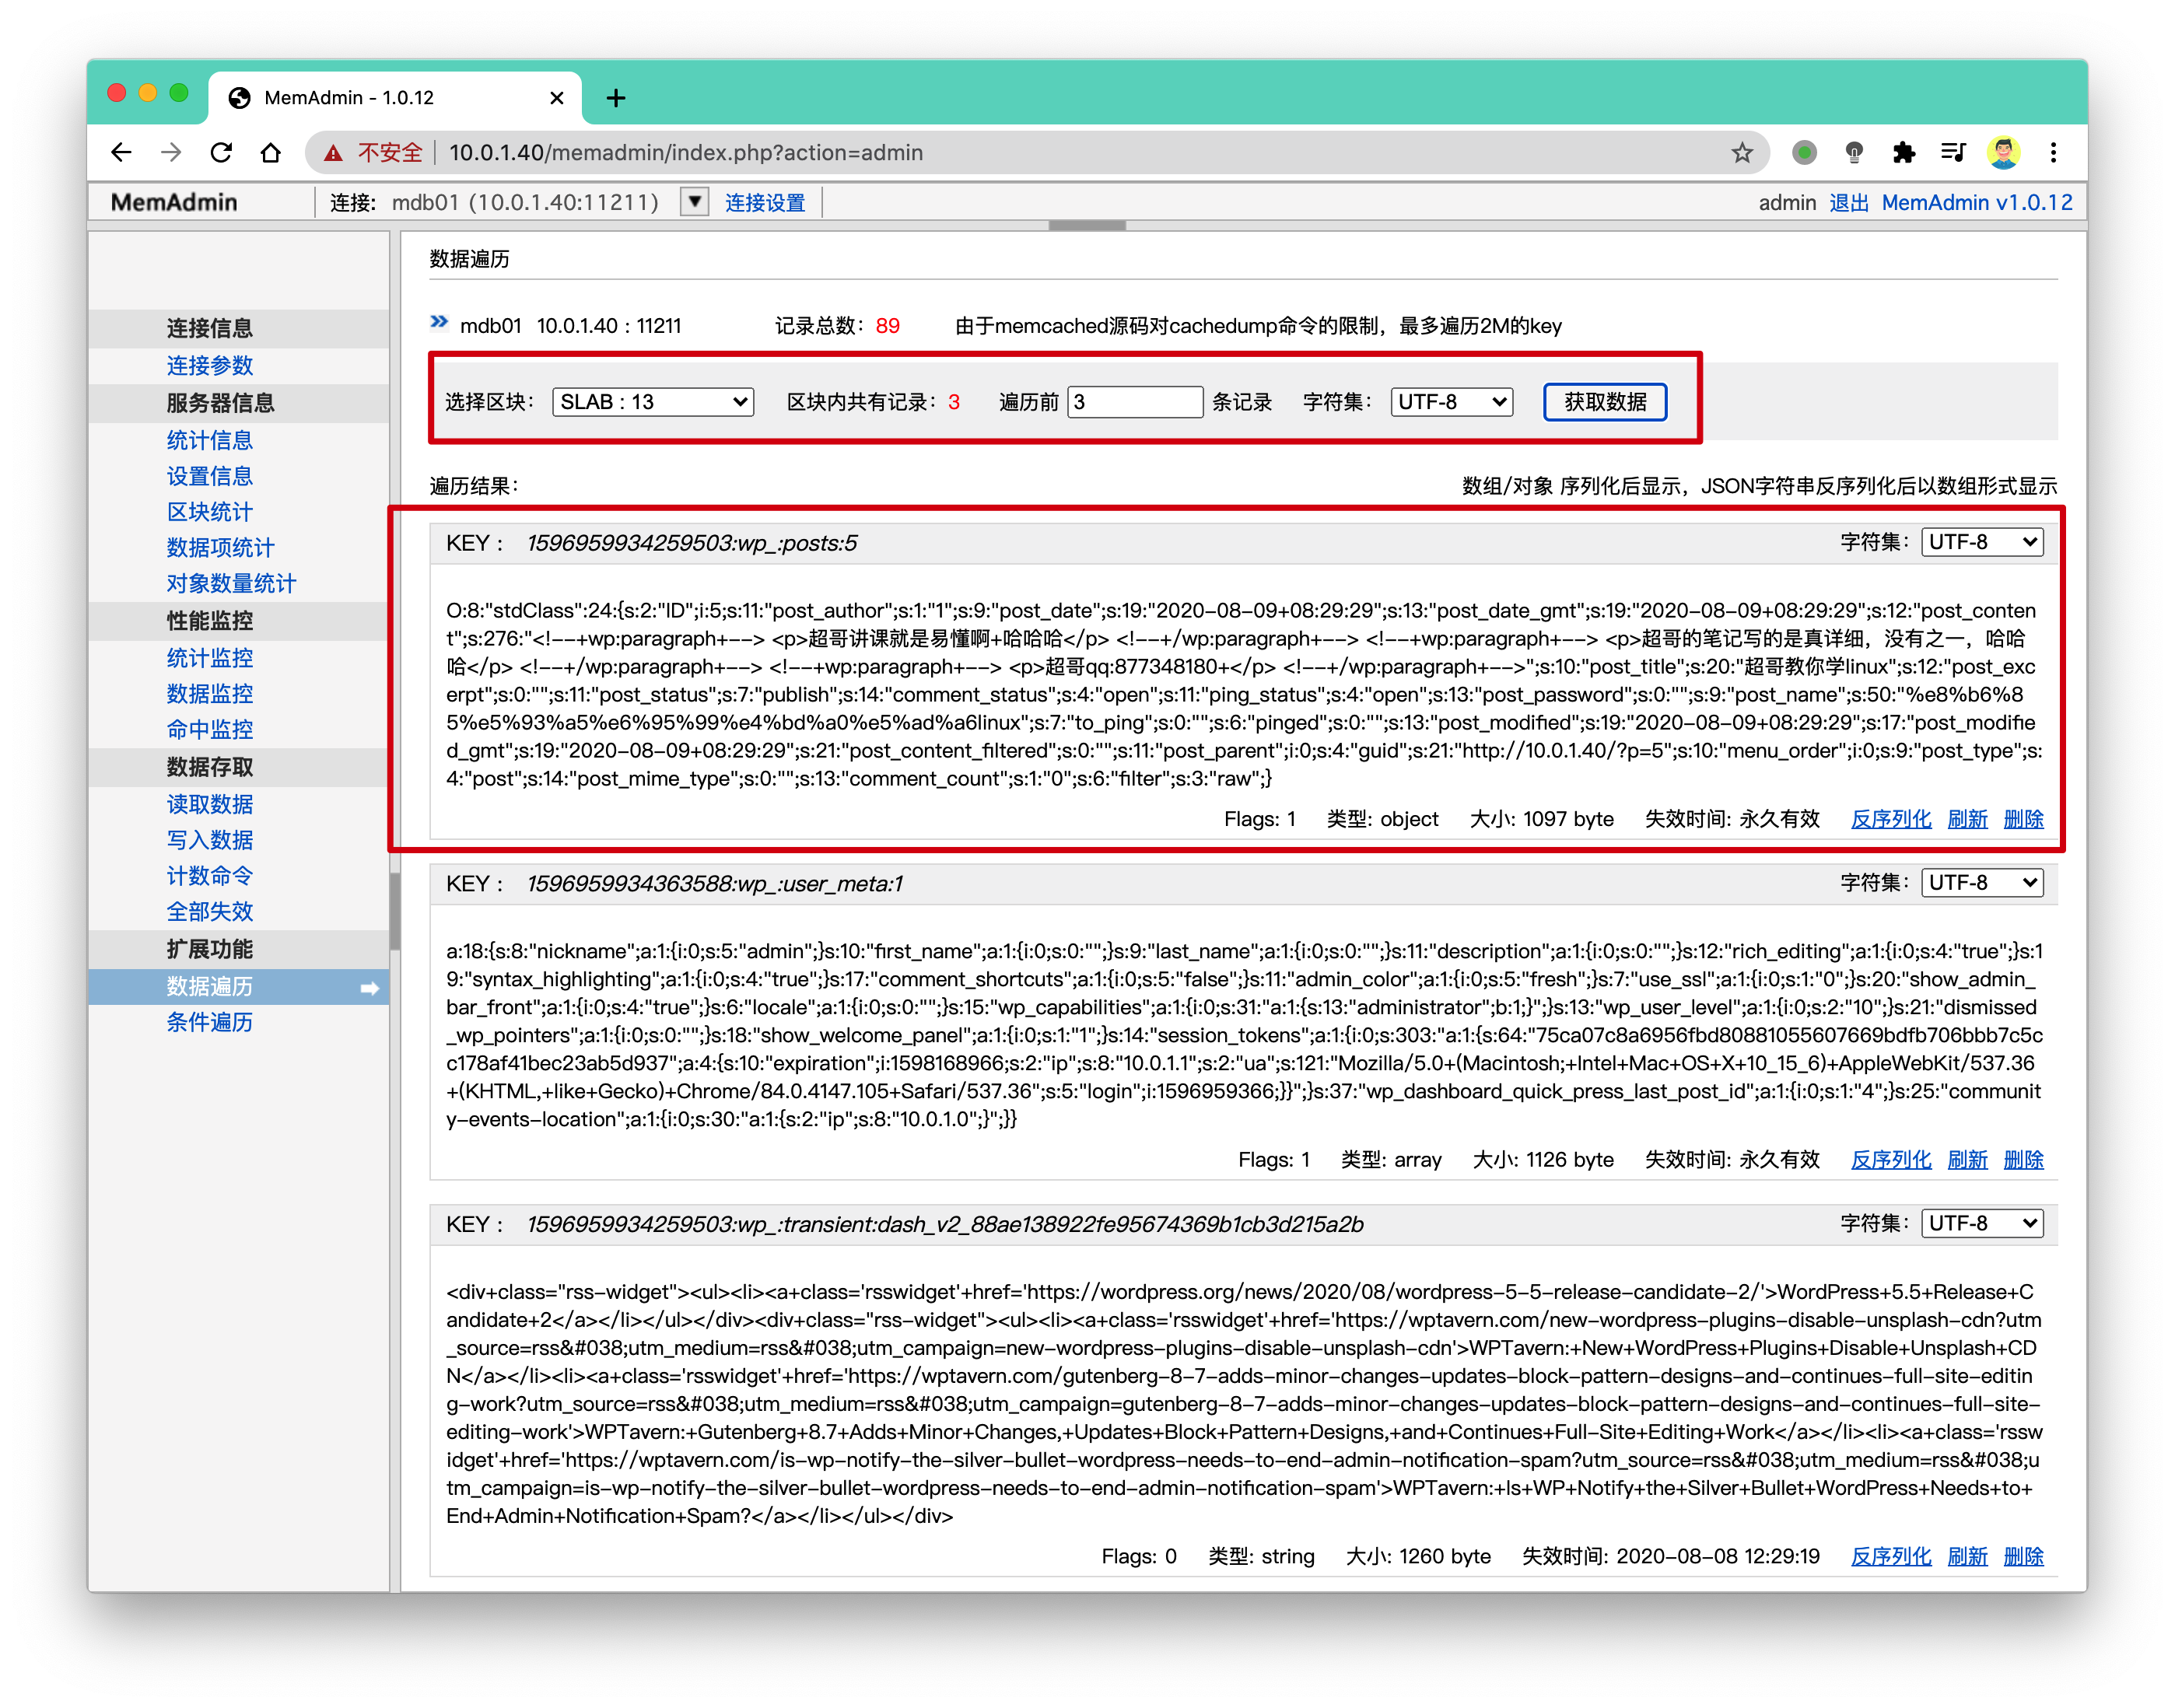 MemAdmin - 1.0.12
不安全 10.0.1.40/memadmin/index.php?action=admin
MemAdmin 连接: mdb01 (10.0.1.40:11211) ▼ 连接设置 admin 退出 MemAdmin v1.0.12
连接信息
连接参数
服务器信息
统计信息
设置信息
区块统计
数据项统计
对象数量统计
性能监控
统计监控
数据监控
命中监控
数据存取
读取数据
写入数据
计数命令
全部失效
扩展功能
数据遍历
条件遍历
数据遍历
mdb01 10.0.1.40 : 11211 记录总数：89 由于memcached源码对cachedump命令的限制，最多遍历2M的key
选择区块： SLAB : 13 区块内共有记录：3 遍历前 3 条记录 字符集： UTF-8 获取数据
遍历结果： 数组/对象 序列化后显示，JSON字符串反序列化后以数组形式显示
KEY : 1596959934259503:wp_:posts:5 字符集： UTF-8
O:8:"stdClass":24:{s:2:"ID";i:5;s:11:"post_author";s:1:"1";s:9:"post_date";s:19:"2020-08-09+08:29:29";s:13:"post_date_gmt";s:19:"2020-08-09+08:29:29";s:12:"post_conten
t";s:276:"<!--+wp:paragraph+--> <p>超哥讲课就是易懂啊+哈哈哈</p> <!--+/wp:paragraph+--> <!--+wp:paragraph+--> <p>超哥的笔记写的是真详细，没有之一，哈哈
哈</p> <!--+/wp:paragraph+--> <!--+wp:paragraph+--> <p>超哥qq:877348180+</p> <!--+/wp:paragraph+-->";s:10:"post_title";s:20:"超哥教你学linux";s:12:"post_exc
erpt";s:0:"";s:11:"post_status";s:7:"publish";s:14:"comment_status";s:4:"open";s:11:"ping_status";s:4:"open";s:13:"post_password";s:0:"";s:9:"post_name";s:50:"%e8%b6%8
5%e5%93%a5%e6%95%99%e4%bd%a0%e5%ad%a6linux";s:7:"to_ping";s:0:"";s:6:"pinged";s:0:"";s:13:"post_modified";s:19:"2020-08-09+08:29:29";s:17:"post_modifie
d_gmt";s:19:"2020-08-09+08:29:29";s:21:"post_content_filtered";s:0:"";s:11:"post_parent";i:0;s:4:"guid";s:21:"http://10.0.1.40/?p=5";s:10:"menu_order";i:0;s:9:"post_type";s:
4:"post";s:14:"post_mime_type";s:0:"";s:13:"comment_count";s:1:"0";s:6:"filter";s:3:"raw";}
Flags: 1 类型: object 大小: 1097 byte 失效时间: 永久有效 反序列化 刷新 删除
KEY : 1596959934363588:wp_:user_meta:1 字符集： UTF-8
a:18:{s:8:"nickname";a:1:{i:0;s:5:"admin";}s:10:"first_name";a:1:{i:0;s:0:"";}s:9:"last_name";a:1:{i:0;s:0:"";}s:11:"description";a:1:{i:0;s:0:"";}s:12:"rich_editing";a:1:{i:0;s:4:"true";}s:1
9:"syntax_highlighting";a:1:{i:0;s:4:"true";}s:17:"comment_shortcuts";a:1:{i:0;s:5:"false";}s:11:"admin_color";a:1:{i:0;s:5:"fresh";}s:7:"use_ssl";a:1:{i:0;s:1:"0";}s:20:"show_admin_
bar_front";a:1:{i:0;s:4:"true";}s:6:"locale";a:1:{i:0;s:0:"";}s:15:"wp_capabilities";a:1:{i:0;s:31:"a:1:{s:13:"administrator";b:1;}";}s:13:"wp_user_level";a:1:{i:0;s:2:"10";}s:21:"dismissed
_wp_pointers";a:1:{i:0;s:0:"";}s:18:"show_welcome_panel";a:1:{i:0;s:1:"1";}s:14:"session_tokens";a:1:{i:0;s:303:"a:1:{s:64:"75ca07c8a6956fbd80881055607669bdfb706bbb7c5c
c178af41bec23ab5d937";a:4:{s:10:"expiration";i:1598168966;s:2:"ip";s:8:"10.0.1.1";s:2:"ua";s:121:"Mozilla/5.0+(Macintosh;+Intel+Mac+OS+X+10_15_6)+AppleWebKit/537.36
+(KHTML,+like+Gecko)+Chrome/84.0.4147.105+Safari/537.36";s:5:"login";i:1596959366;}}";}s:37:"wp_dashboard_quick_press_last_post_id";a:1:{i:0;s:1:"4";}s:25:"communit
y-events-location";a:1:{i:0;s:30:"a:1:{s:2:"ip";s:8:"10.0.1.0";}";}}
Flags: 1 类型: array 大小: 1126 byte 失效时间: 永久有效 反序列化 刷新 删除
KEY : 1596959934259503:wp_:transient:dash_v2_88ae138922fe95674369b1cb3d215a2b 字符集： UTF-8
<div+class="rss-widget"><ul><li><a+class='rsswidget'+href='https://wordpress.org/news/2020/08/wordpress-5-5-release-candidate-2/'>WordPress+5.5+Release+C
andidate+2</a></li></ul></div><div+class="rss-widget"><ul><li><a+class='rsswidget'+href='https://wptavern.com/new-wordpress-plugins-disable-unsplash-cdn?utm
_source=rss&#038;utm_medium=rss&#038;utm_campaign=new-wordpress-plugins-disable-unsplash-cdn'>WPTavern:+New+WordPress+Plugins+Disable+Unsplash+CD
N</a></li><li><a+class='rsswidget'+href='https://wptavern.com/gutenberg-8-7-adds-minor-changes-updates-block-pattern-designs-and-continues-full-site-editin
g-work?utm_source=rss&#038;utm_medium=rss&#038;utm_campaign=gutenberg-8-7-adds-minor-changes-updates-block-pattern-designs-and-continues-full-site-
editing-work'>WPTavern:+Gutenberg+8.7+Adds+Minor+Changes,+Updates+Block+Pattern+Designs,+and+Continues+Full-Site+Editing+Work</a></li><li><a+class='rssw
idget'+href='https://wptavern.com/is-wp-notify-the-silver-bullet-wordpress-needs-to-end-admin-notification-spam?utm_source=rss&#038;utm_medium=rss&#038;u
tm_campaign=is-wp-notify-the-silver-bullet-wordpress-needs-to-end-admin-notification-spam'>WPTavern:+Is+WP+Notify+the+Silver+Bullet+WordPress+Needs+to+
End+Admin+Notification+Spam?</a></li></ul></div>
Flags: 0 类型: string 大小: 1260 byte 失效时间: 2020-08-08 12:29:19 反序列化 刷新 删除